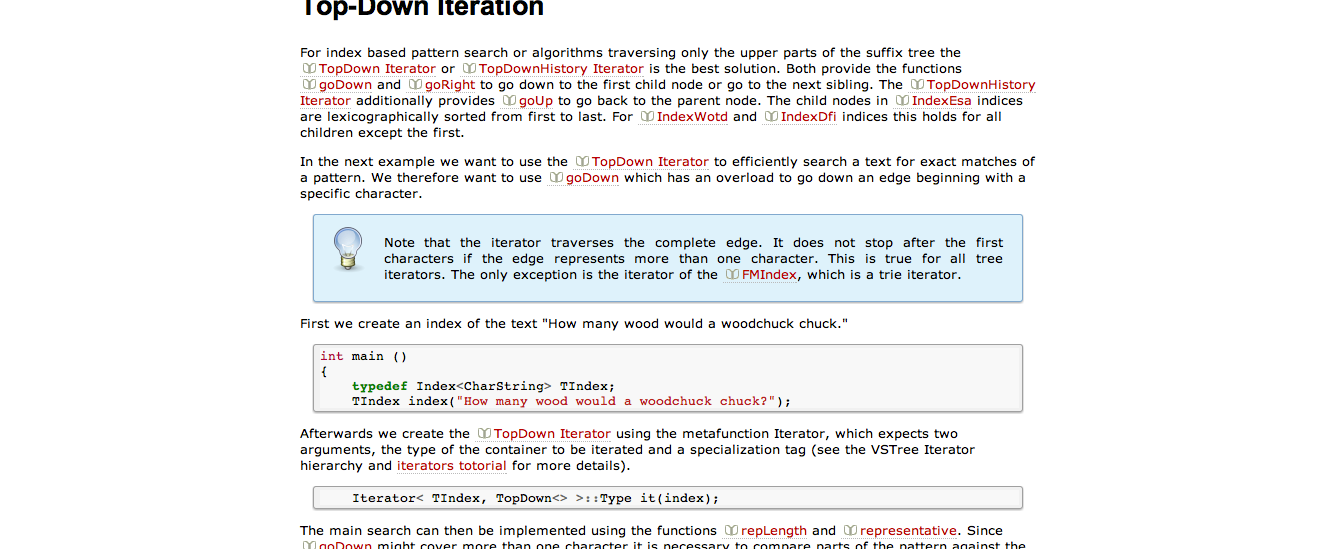 Top-Down Iteration
For index based pattern search or algorithms traversing only the upper parts of the suffix tree the
TopDown Iterator or TopDownHistory Iterator is the best solution. Both provide the functions
goDown and goRight to go down to the first child node or go to the next sibling. The TopDownHistory
Iterator additionally provides goUp to go back to the parent node. The child nodes in IndexEsa indices
are lexicographically sorted from first to last. For IndexWotd and IndexDfi indices this holds for all
children except the first.
In the next example we want to use the TopDown Iterator to efficiently search a text for exact matches of
a pattern. We therefore want to use goDown which has an overload to go down an edge beginning with a
specific character.
Note that the iterator traverses the complete edge. It does not stop after the first
characters if the edge represents more than one character. This is true for all tree
iterators. The only exception is the iterator of the FMIndex, which is a trie iterator.
First we create an index of the text "How many wood would a woodchuck chuck."
int main ()
{
    typedef Index<CharString> TIndex;
    TIndex index("How many wood would a woodchuck chuck?");
Afterwards we create the TopDown Iterator using the metafunction Iterator, which expects two
arguments, the type of the container to be iterated and a specialization tag (see the VSTree Iterator
hierarchy and iterators totorial for more details).
    Iterator< TIndex, TopDown<> >::Type it(index);
The main search can then be implemented using the functions repLength and representative. Since
goDown might cover more than one character it is necessary to compare parts of the pattern against the